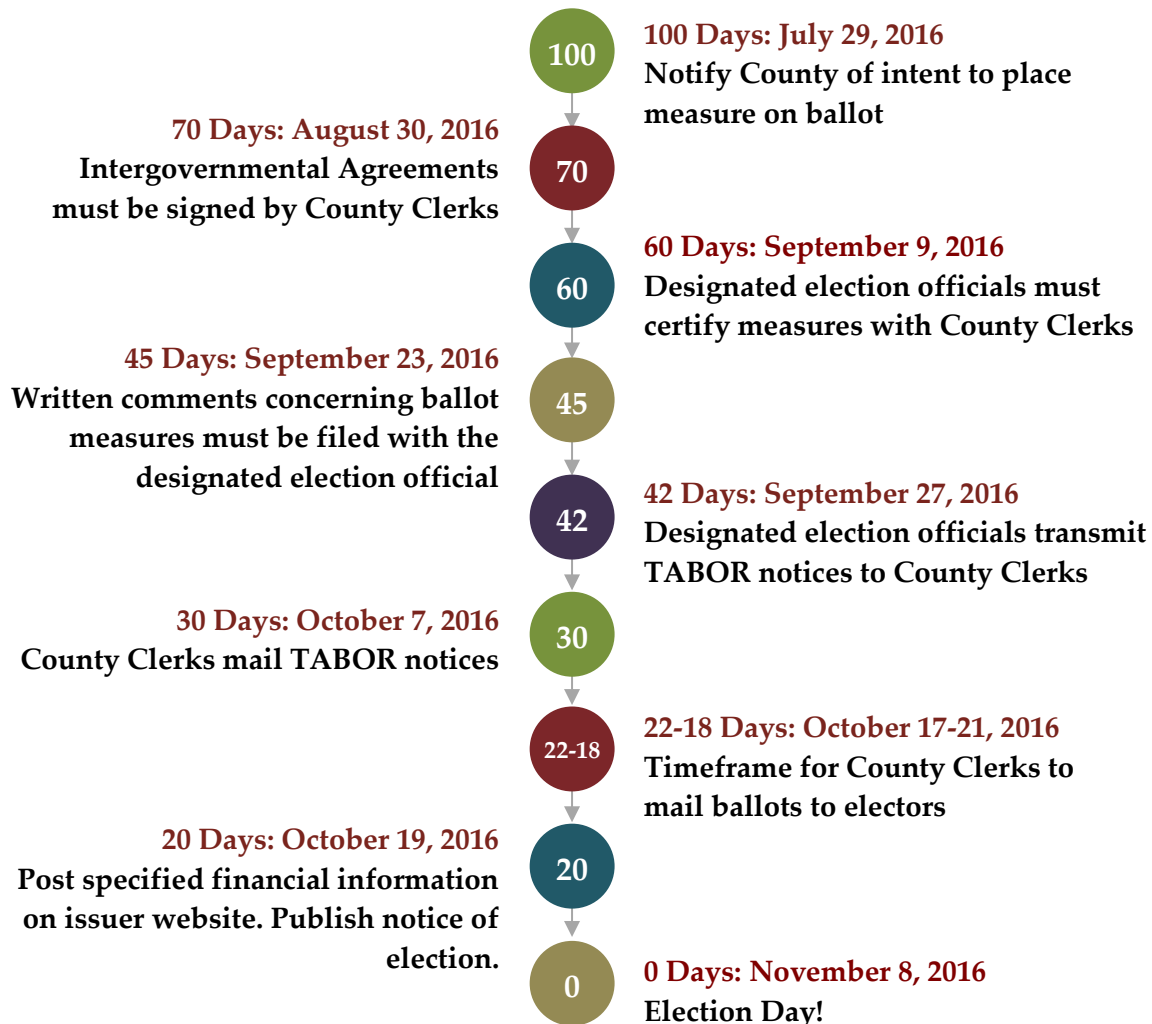 100
100 Days: July 29, 2016
Notify County of intent to place
measure on ballot
70 Days: August 30, 2016
Intergovernmental Agreements
must be signed by County Clerks
70
60
60 Days: September 9, 2016
Designated election officials must
certify measures with County Clerks
45 Days: September 23, 2016
Written comments concerning ballot
measures must be filed with the
designated election official
45
42
42 Days: September 27, 2016
Designated election officials transmit
TABOR notices to County Clerks
30 Days: October 7, 2016
County Clerks mail TABOR notices
30
22-18
22-18 Days: October 17-21, 2016
Timeframe for County Clerks to
mail ballots to electors
20 Days: October 19, 2016
Post specified financial information
on issuer website. Publish notice of
election.
20
0
0 Days: November 8, 2016
Election Day!